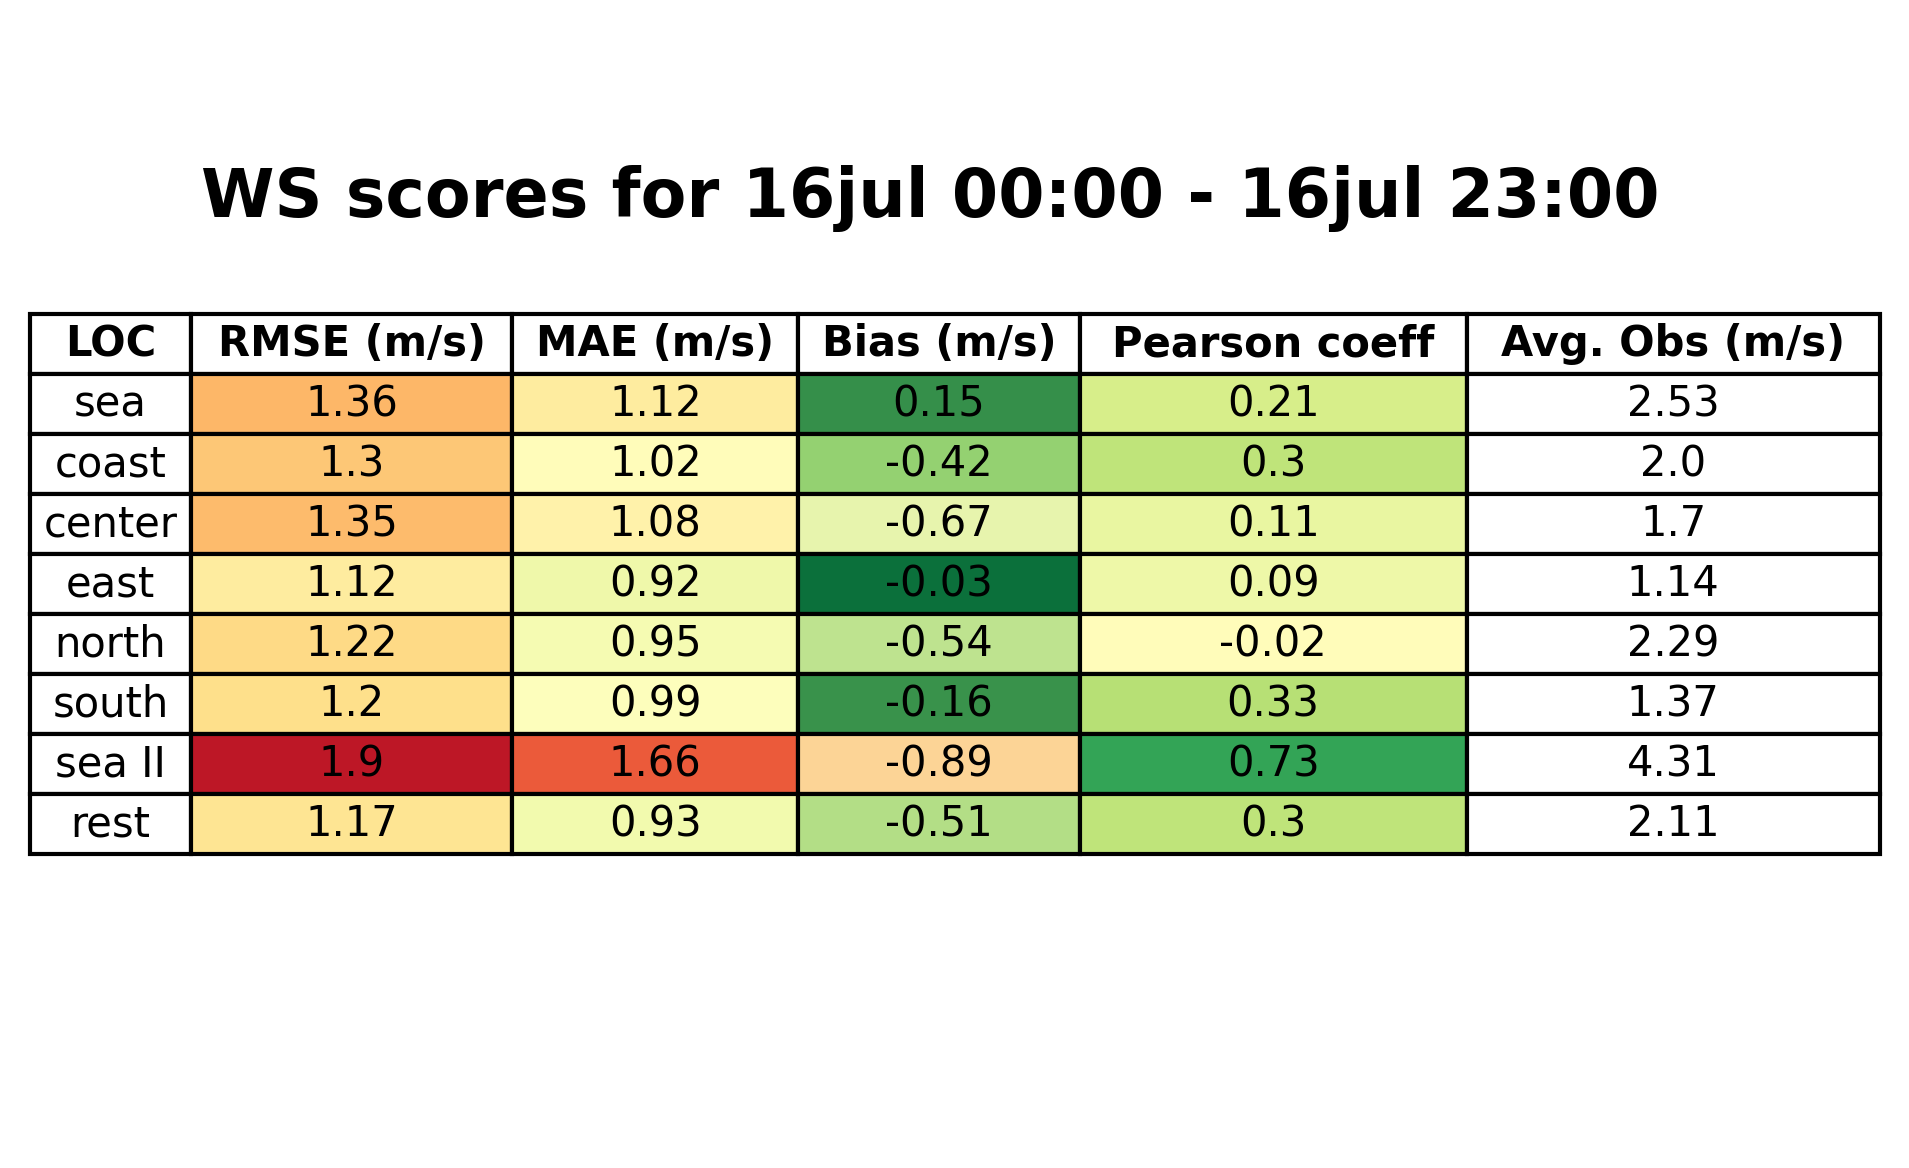 WS scores for 16jul 00:00 - 16jul 23:00
LOC RMSE (m/s) MAE (m/s) Bias (m/s) Pearson coeff Avg. Obs (m/s)
sea 1.36 1.12 0.15 0.21 2.53
coast 1.3 1.02 -0.42 0.3 2.0
center 1.35 1.08 -0.67 0.11 1.7
east 1.12 0.92 -0.03 0.09 1.14
north 1.22 0.95 -0.54 -0.02 2.29
south 1.2 0.99 -0.16 0.33 1.37
sea II 1.9 1.66 -0.89 0.73 4.31
rest 1.17 0.93 -0.51 0.3 2.11